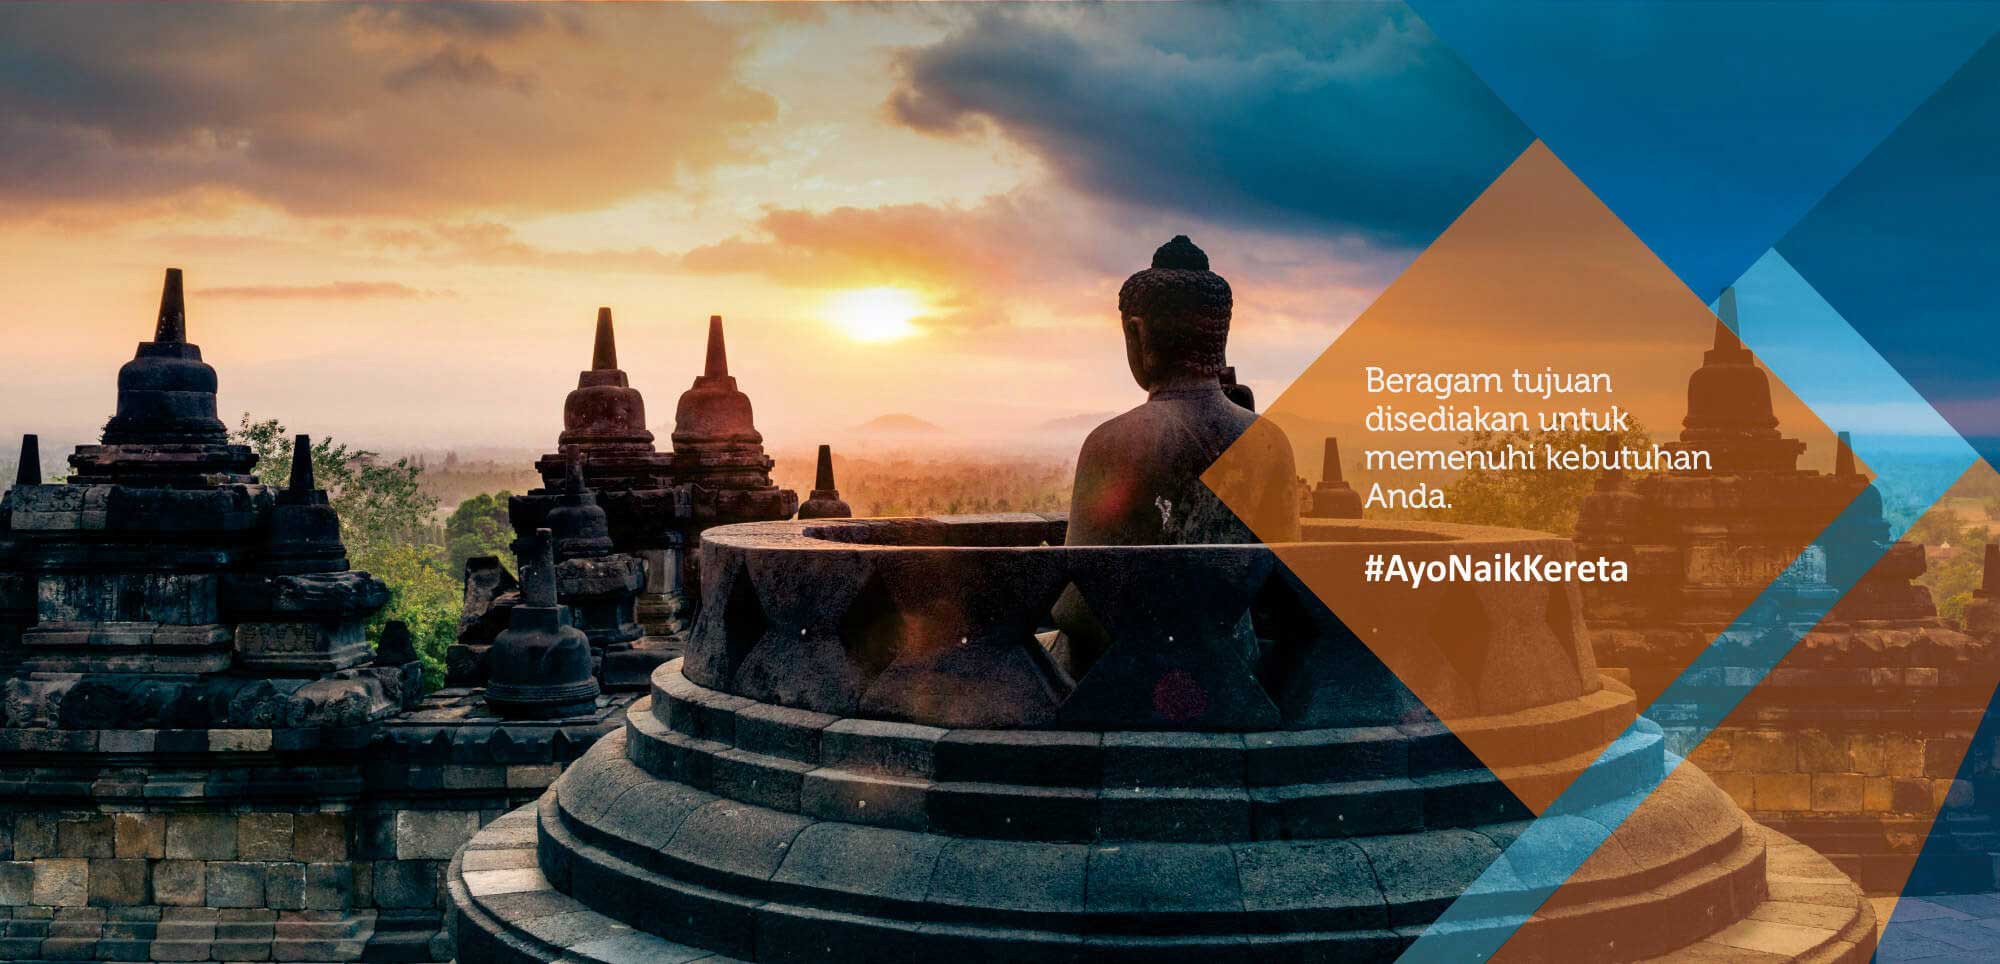 Beragam tujuan
disediakan untuk
memenuhi kebutuhan
Anda.
#AyoNaikKereta